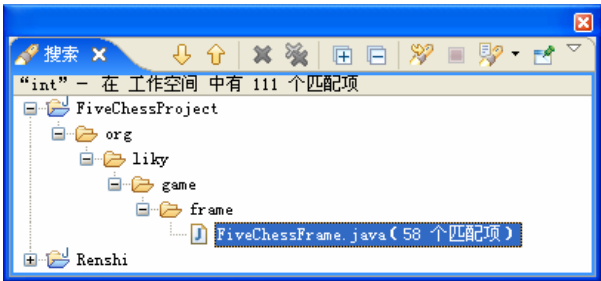 搜索
“int” - 在 工作空间 中有 111 个匹配项
FiveChessProject
org
liky
game
frame
FiveChessFrame.java(58 个匹配项)
Renshi